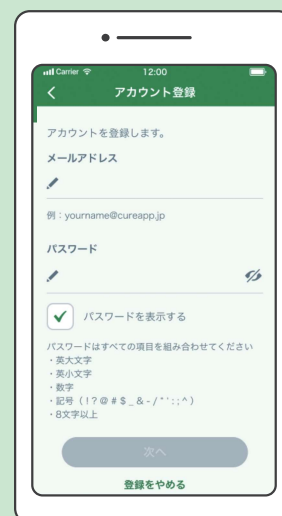 Carrier 12:00
アカウント登録
アカウントを登録します。
メールアドレス
例：yourname@cureapp.jp
パスワード
パスワードを表示する
パスワードはすべての項目を組み合わせてください
・英大文字
・英小文字
・数字
・記号（!?@#$_&-/*':;^）
・8文字以上
次へ
登録をやめる